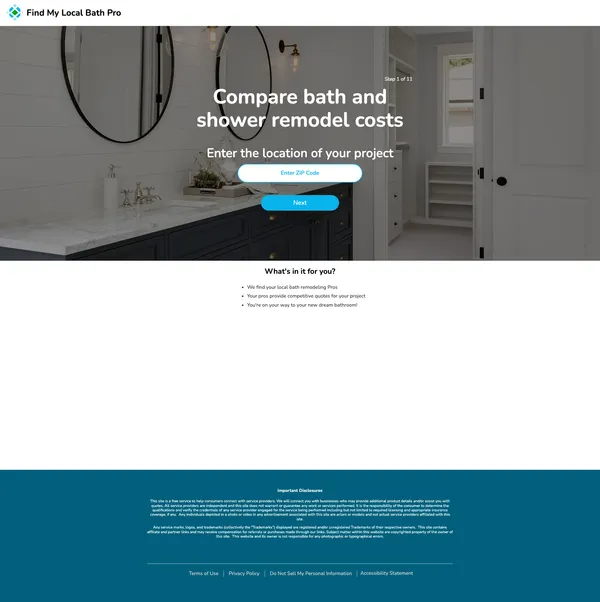 Find My Local Bath Pro
Step 1 of 11
Compare bath and
shower remodel costs
Enter the location of your project
Enter ZIP Code
Next
What's in it for you?
We find your local bath remodeling Pros
Your pros provide competitive quotes for your project
You're on your way to your new dream bathroom!
Important Disclosures
This site is a free service to help consumers connect with service providers. We will connect you with businesses who may provide additional product details and/or assist you with
quotes. All service providers are independent and this site does not warrant or guarantee any work or services performed. It is the responsibility of the consumer to determine the
qualifications and verify the credentials of any service provider engaged for the service being performed including but not limited to required licensing and appropriate insurance
coverage, if any. Any individuals depicted in a photo or video in any advertisement associated with this site are actors or models and not actual service providers affiliated with this
site
Any service marks, logos, and trademarks (collectively the "Trademarks") displayed are registered and/or unregistered Trademarks of their respective owners. This site contains
affiliate and partner links and may receive compensation for referrals or purchases made through our links. Subject matter within this website are copyrighted property of the owner of
this site. This website and its owner is not responsible for any photographic or typographical errors.
Terms of Use | Privacy Policy | Do Not Sell My Personal Information | Accessibility Statement